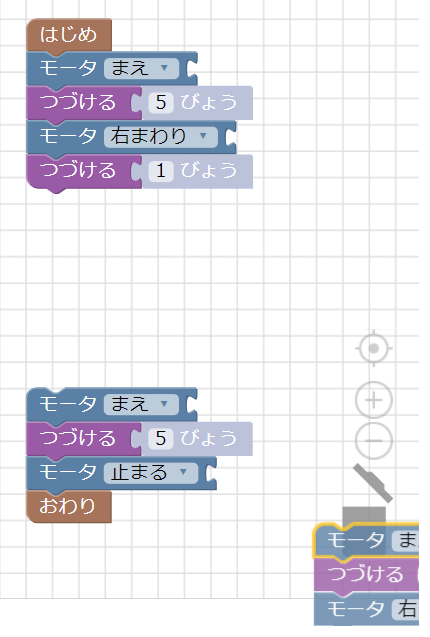 はじめ
モータ まえ
つづける 5 びょう
モータ 右まわり
つづける 1 びょう
モータ まえ
つづける 5 びょう
モータ 止まる
おわり
モータ ま
つづける
モータ 右